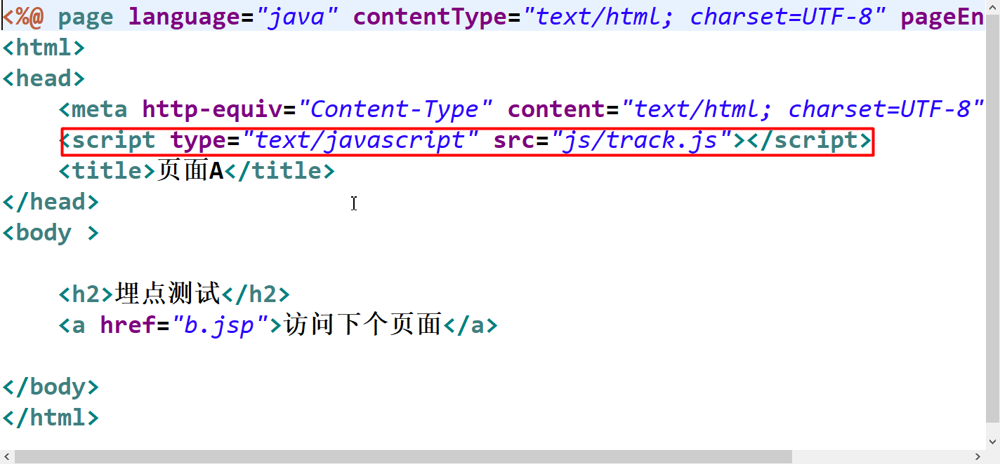 <%@ page language="java" contentType="text/html; charset=UTF-8" pageEn
<html>
<head>
<meta http-equiv="Content-Type" content="text/html; charset=UTF-8"
<script type="text/javascript" src="js/track.js"></script>
<title>页面A</title>
</head>
<body >
<h2>埋点测试</h2>
<a href="b.jsp">访问下个页面</a>
</body>
</html>